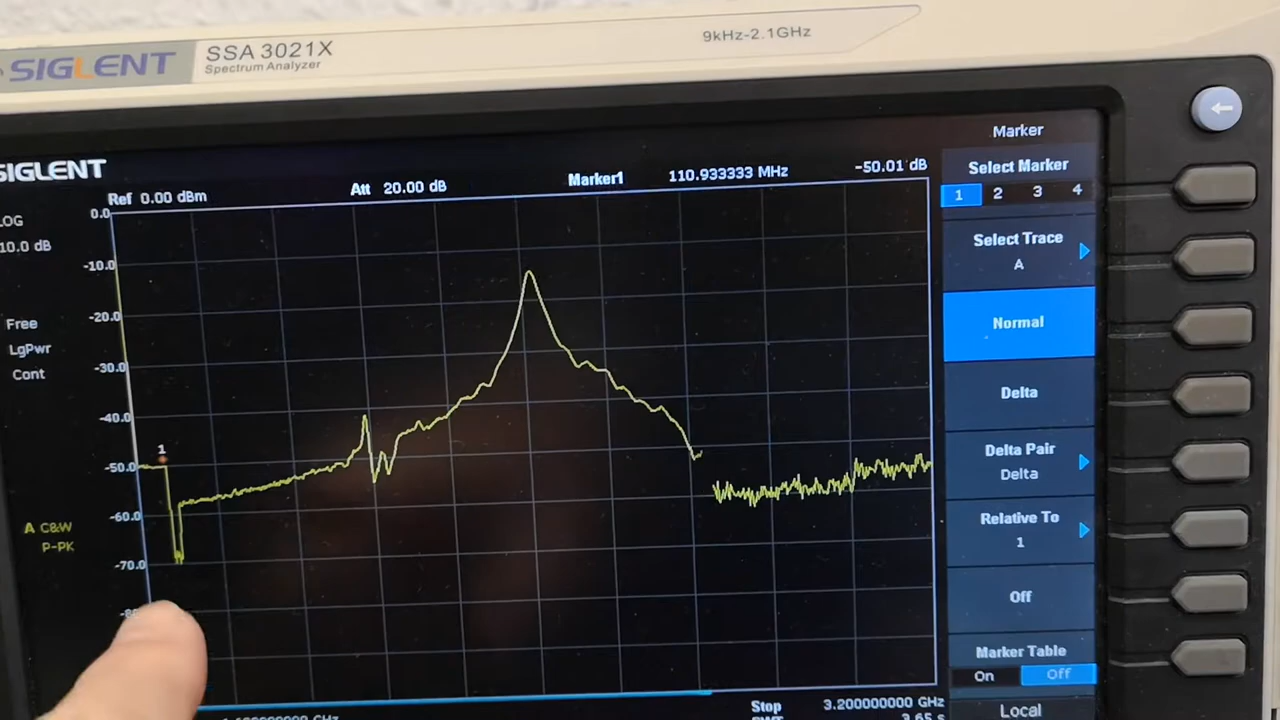 SIGLENT
SSA 3021X
Spectrum Analyzer
9kHz-2.1GHz
SIGLENT
Ref 0.00 dBm
Att 20.00 dB
Marker1
110.933333 MHz
-50.01 dB
LOG
10.0 dB
Free
LgPwr
Cont
A C&W
P-PK
0.0
-10.0
-20.0
-30.0
-40.0
-50.0
-60.0
-70.0
1
Stop 3.200000000 GHz
3.65 s
Marker
Select Marker
1 2 3 4
Select Trace
A
Normal
Delta
Delta Pair
Delta
Relative To
1
Off
Marker Table
On Off
Local